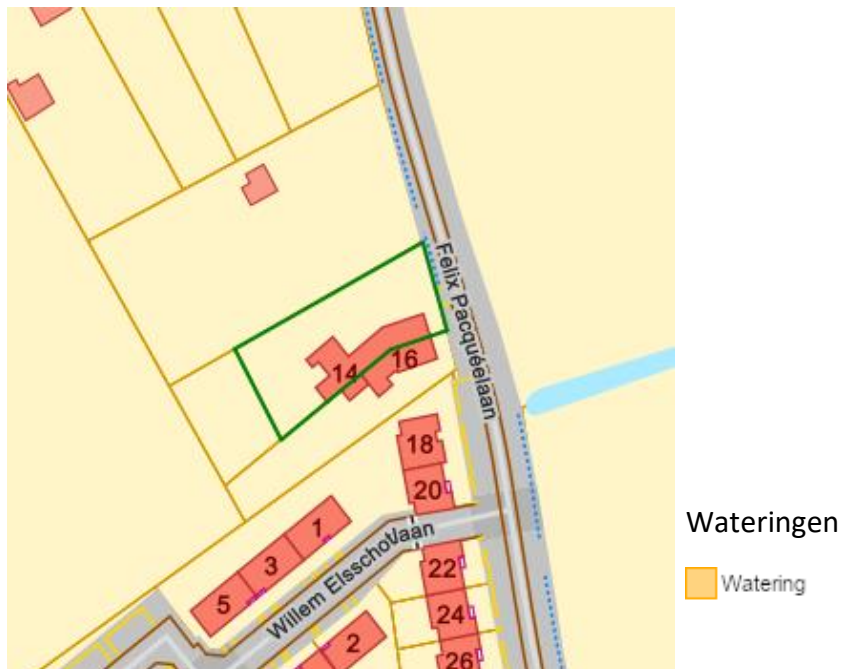 Felix Pacquéelaan
14
16
18
20
1
Wateringen
3
Willem Elsschotlaan
22
Watering
5
24
2
26